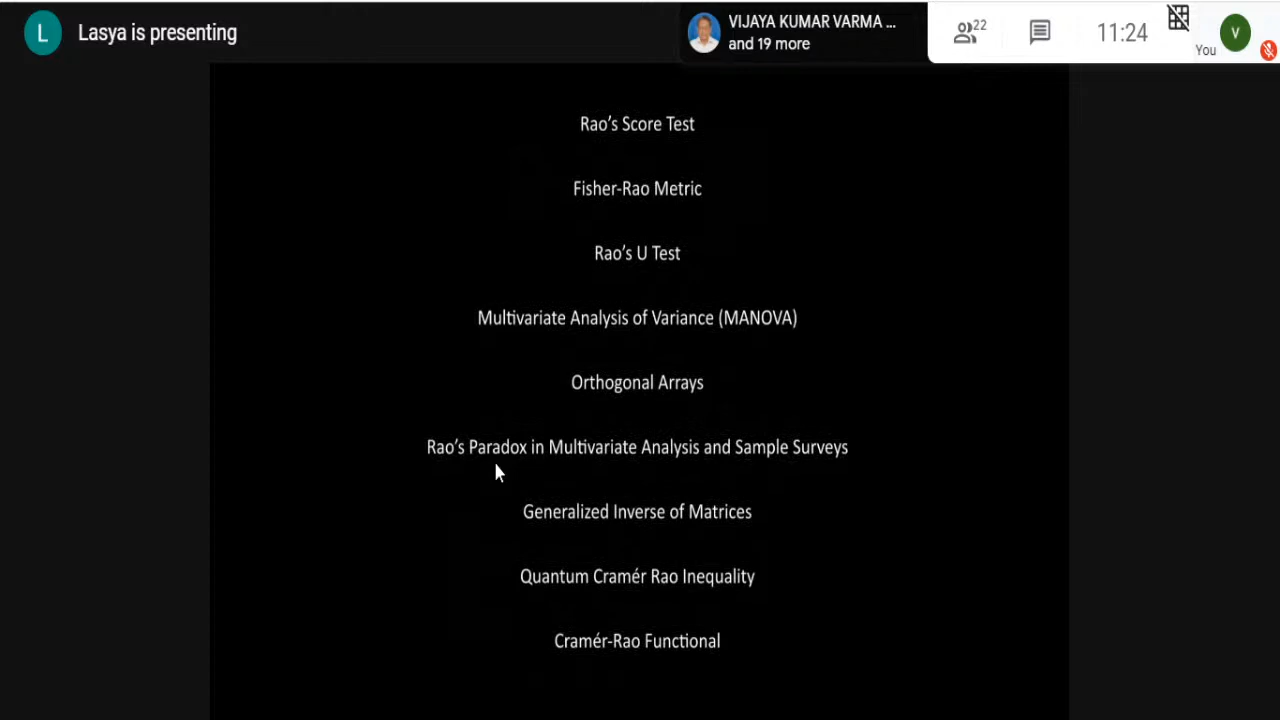 L
Lasya is presenting
VIJAYA KUMAR VARMA ...
and 19 more
22
11:24
You
V
Rao's Score Test
Fisher-Rao Metric
Rao's U Test
Multivariate Analysis of Variance (MANOVA)
Orthogonal Arrays
Rao's Paradox in Multivariate Analysis and Sample Surveys
Generalized Inverse of Matrices
Quantum Cramér Rao Inequality
Cramér-Rao Functional